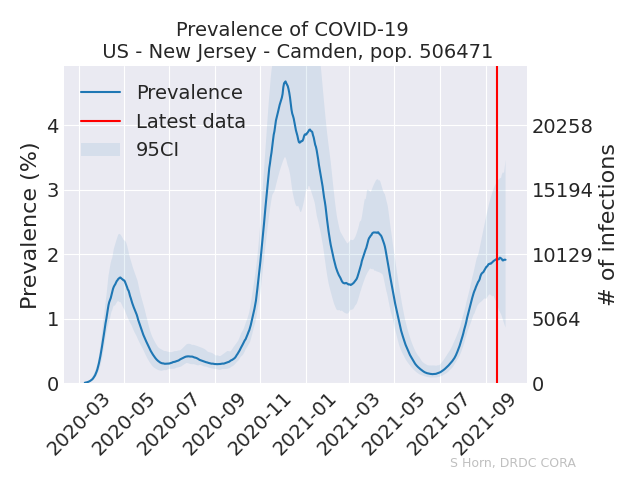 Prevalence of COVID-19
US - New Jersey - Camden, pop. 506471
Prevalence
Latest data
95CI
Prevalence (%)
4
3
2
1
0
20258
15194
10129
5064
0
# of infections
2020-03
2020-05
2020-07
2020-09
2020-11
2021-01
2021-03
2021-05
2021-07
2021-09
S Horn, DRDC CORA